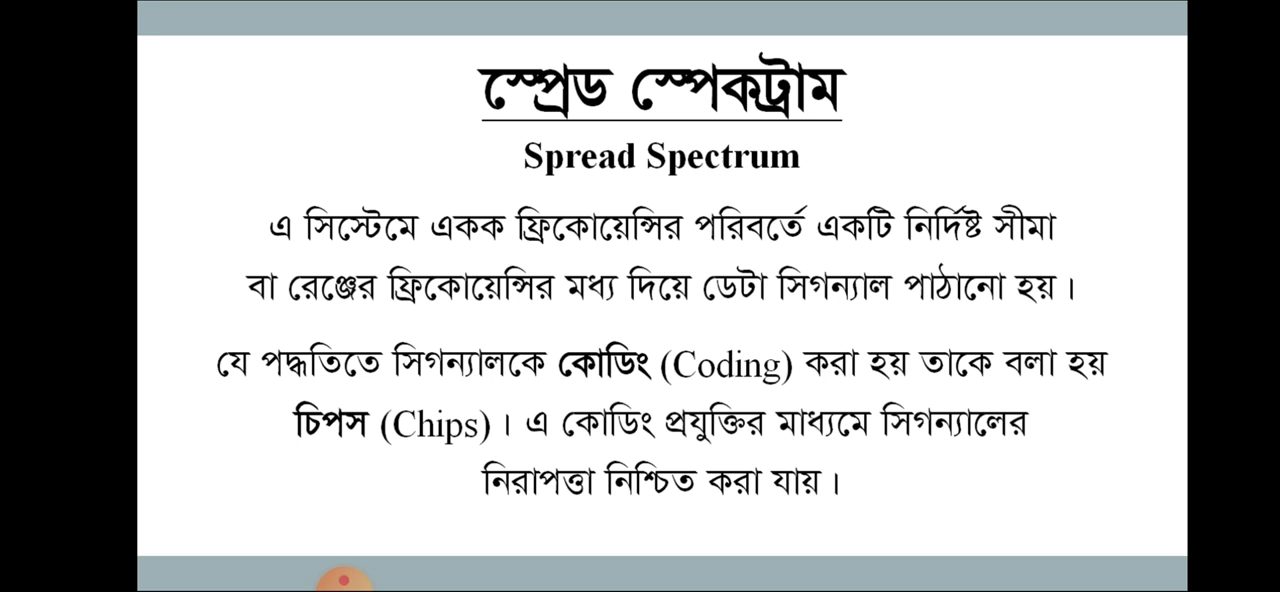 স্প্রেড স্পেকট্রাম
Spread Spectrum
এ সিস্টেমে একক ফ্রিকোয়েন্সির পরিবর্তে একটি নির্দিষ্ট সীমা
বা রেঞ্জের ফ্রিকোয়েন্সির মধ্য দিয়ে ডেটা সিগন্যাল পাঠানো হয়।
যে পদ্ধতিতে সিগন্যালকে কোডিং (Coding) করা হয় তাকে বলা হয়
চিপস (Chips)। এ কোডিং প্রযুক্তির মাধ্যমে সিগন্যালের
নিরাপত্তা নিশ্চিত করা যায়।